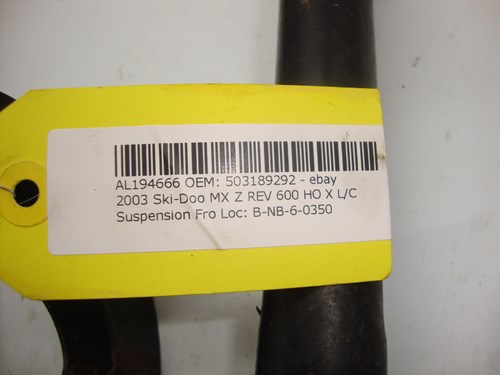 AL194666 OEM: 503189292 - ebay
2003 Ski-Doo MX Z REV 600 HO X L/C
Suspension Fro Loc: B-NB-6-0350